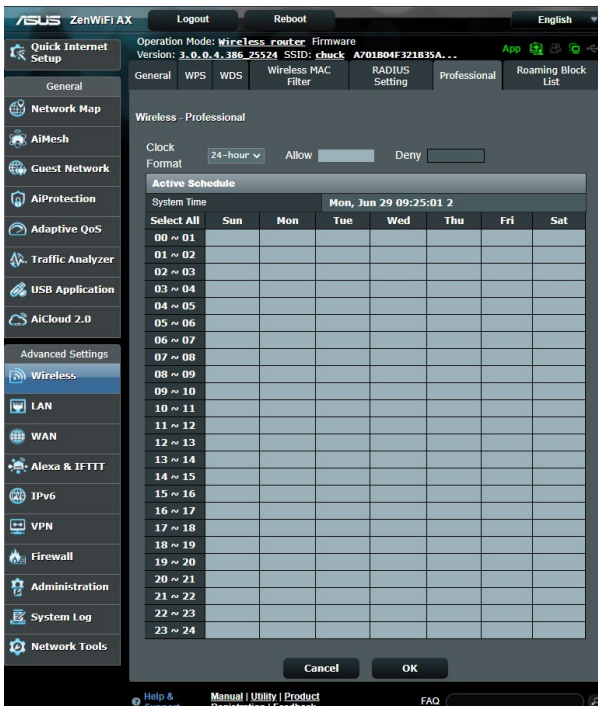 ASUS ZenWiFi AX Logout Reboot English
Quick Internet Setup
Operation Mode: Wireless router Firmware
Version: 3.0.0.4.386_25524 SSID: chuck A701B04F321B35A...
App
General WPS WDS Wireless MAC Filter RADIUS Setting Professional Roaming Block List
General
Network Map
AiMesh
Guest Network
AiProtection
Adaptive QoS
Traffic Analyzer
USB Application
AiCloud 2.0
Advanced Settings
Wireless
LAN
WAN
Alexa & IFTTT
IPv6
VPN
Firewall
Administration
System Log
Network Tools
Wireless - Professional
Clock Format 24-hour Allow Deny
Active Schedule
System Time Mon, Jun 29 09:25:01 2
Select All Sun Mon Tue Wed Thu Fri Sat
00 ~ 01
01 ~ 02
02 ~ 03
03 ~ 04
04 ~ 05
05 ~ 06
06 ~ 07
07 ~ 08
08 ~ 09
09 ~ 10
10 ~ 11
11 ~ 12
12 ~ 13
13 ~ 14
14 ~ 15
15 ~ 16
16 ~ 17
17 ~ 18
18 ~ 19
19 ~ 20
20 ~ 21
21 ~ 22
22 ~ 23
23 ~ 24
Cancel OK
Help & Support Manual | Utility | Product Registration | Feedback FAQ